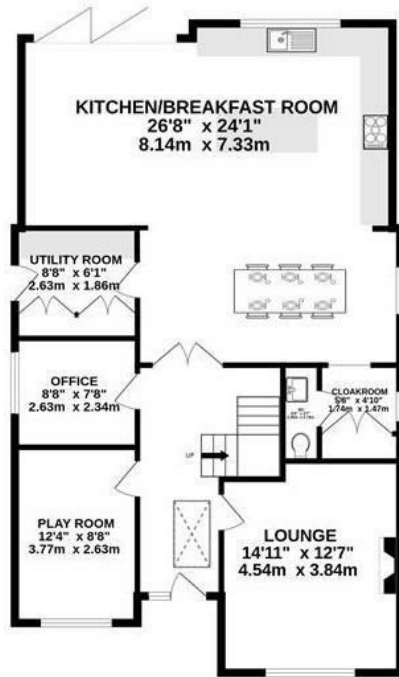 KITCHEN/BREAKFAST ROOM
26'8" x 24'1"
8.14m x 7.33m
UTILITY ROOM
8'8" x 6'1"
2.63m x 1.86m
OFFICE
8'8" x 7'8"
2.63m x 2.34m
CLOAKROOM
5'8" x 4'10"
1.74m x 1.47m
UP
PLAY ROOM
12'4" x 8'8"
3.77m x 2.63m
LOUNGE
14'11" x 12'7"
4.54m x 3.84m